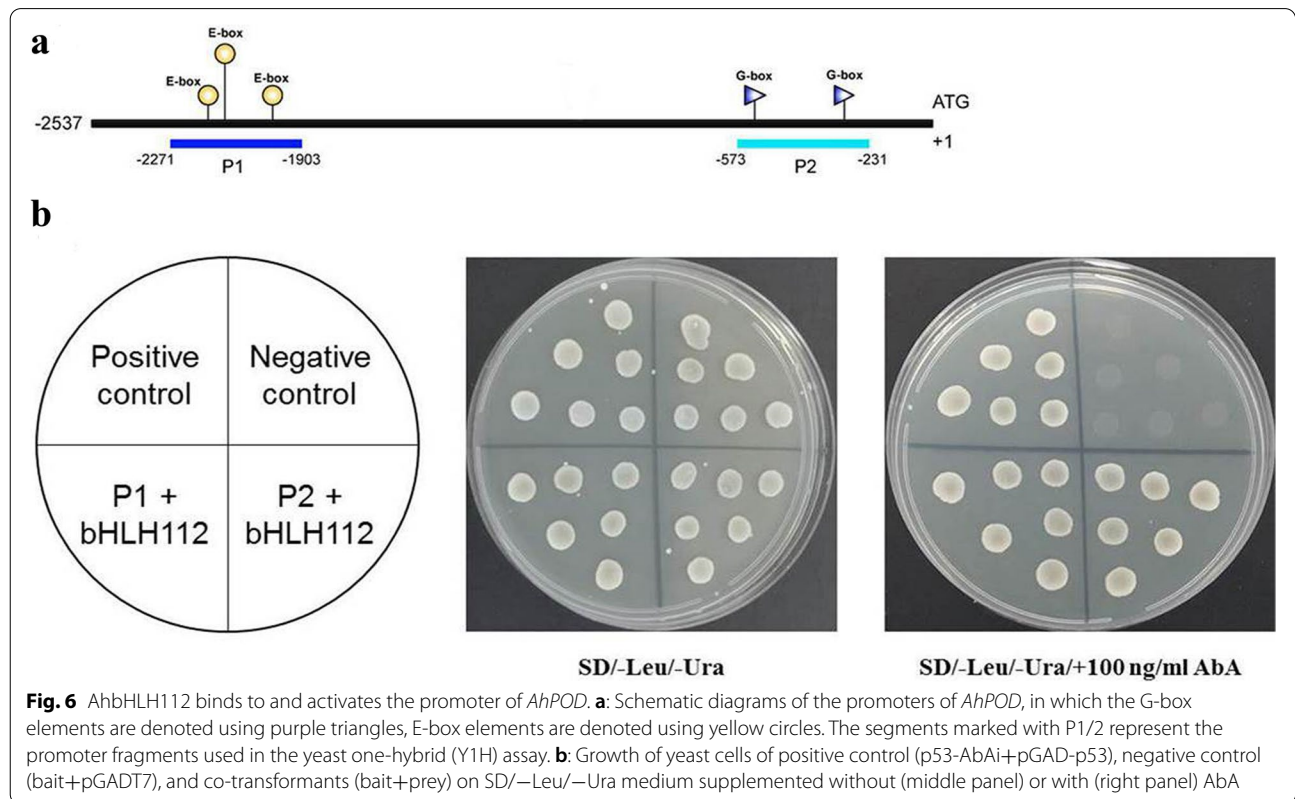 a
E-box
E-box
E-box
G-box
G-box
ATG
-2537
+1
-2271
P1
-1903
-573
P2
-231
b
Positive
control
Negative
control
P1 +
bHLH112
P2 +
bHLH112
SD/-Leu/-Ura
SD/-Leu/-Ura/+100 ng/ml AbA
Fig. 6 AhbHLH112 binds to and activates the promoter of AhPOD. a: Schematic diagrams of the promoters of AhPOD, in which the G-box
elements are denoted using purple triangles, E-box elements are denoted using yellow circles. The segments marked with P1/2 represent the
promoter fragments used in the yeast one-hybrid (Y1H) assay. b: Growth of yeast cells of positive control (p53-AbAi+pGAD-p53), negative control
(bait+pGADT7), and co-transformants (bait+prey) on SD/−Leu/−Ura medium supplemented without (middle panel) or with (right panel) AbA